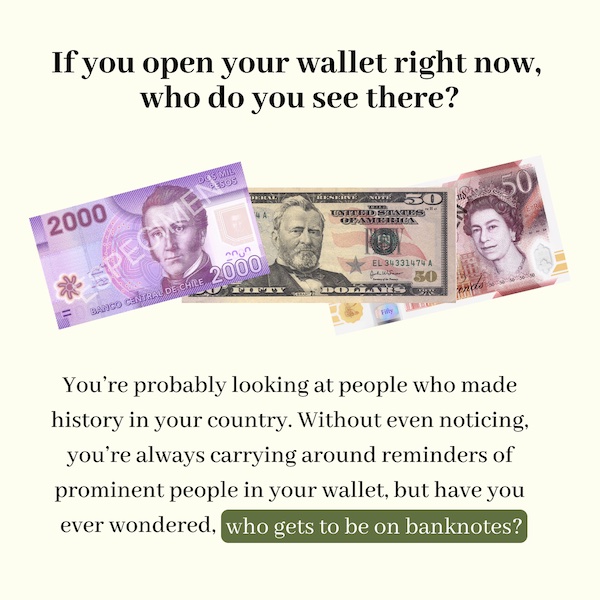 If you open your wallet right now,
who do you see there?
DOS MIL
PESOS
2000
SPECIMEN
2000
BANCO CENTRAL DE CHILE
FEDERAL RESERVE NOTE
50
UNITED STATES
OF AMERICA
EL 34331474 A
50
FIFTY DOLLARS
50
Fifty
You’re probably looking at people who made
history in your country. Without even noticing,
you’re always carrying around reminders of
prominent people in your wallet, but have you
ever wondered, who gets to be on banknotes?